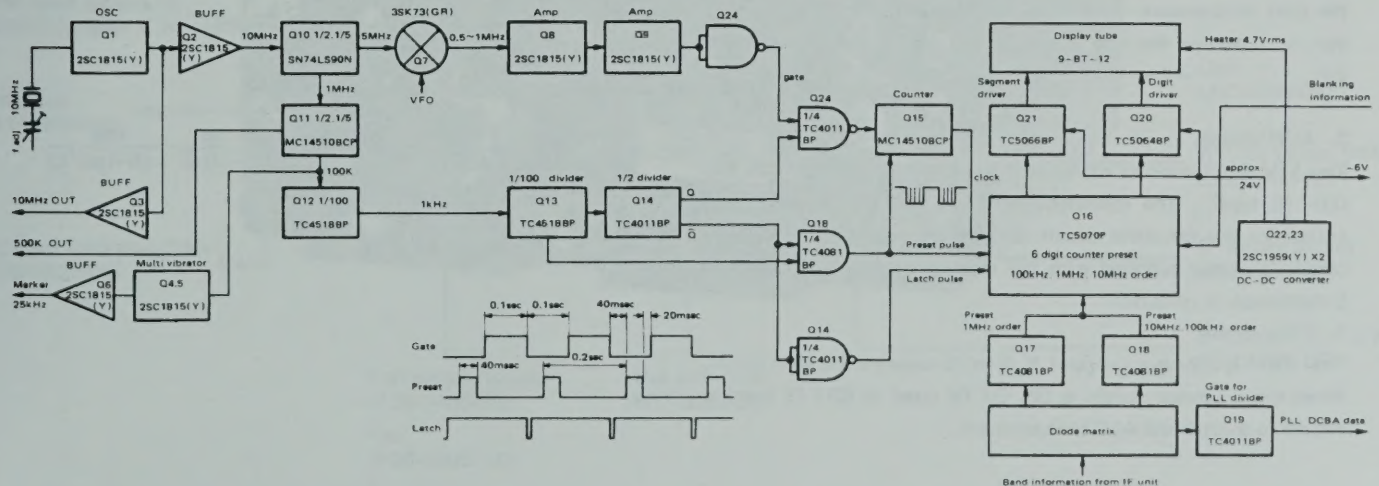 OSC
Q1
2SC1815(Y)
10MHz
f adj
BUFF
Q2
2SC1815
(Y)
10MHz
Q10 1/2.1/5
SN74LS90N
5MHz
3SK73(GR)
Q7
VFO
0.5~1MHz
Amp
Q8
2SC1815(Y)
Amp
Q9
2SC1815(Y)
Q24
gate
1MHz
Q11 1/2.1/5
MC14510BCP
100K
Q12 1/100
TC4518BP
1kHz
1/100 divider
Q13
TC4518BP
1/2 divider
Q14
TC4011BP
Q
Q̅
BUFF
Q3
2SC1815
(Y)
10MHz OUT
500K OUT
BUFF
Q6
2SC1815
(Y)
Marker
25kHz
Multi vibrator
Q4.5
2SC1815(Y)
Q24
1/4
TC4011
BP
Counter
Q15
MC14510BCP
clock
Q18
1/4
TC4081
BP
Preset pulse
Latch pulse
Q14
1/4
TC4011
BP
0.1sec
0.1sec
40msec
20msec
Gate
40msec
0.2sec
Preset
Latch
Display tube
9-BT-12
Heater 4.7Vrms
Segment
driver
Digit
driver
Blanking
information
Q21
TC5066BP
Q20
TC5064BP
approx
24V
-6V
Q16
TC5070P
6 digit counter preset
100kHz, 1MHz, 10MHz order
Q22,23
2SC1959(Y) X2
DC-DC
converter
Preset
1MHz order
Preset
10MHz, 100kHz order
Q17
TC4081BP
Q18
TC4081BP
Gate for
PLL divider
Q19
TC4011BP
PLL DCBA data
Diode matrix
Band information from IF unit